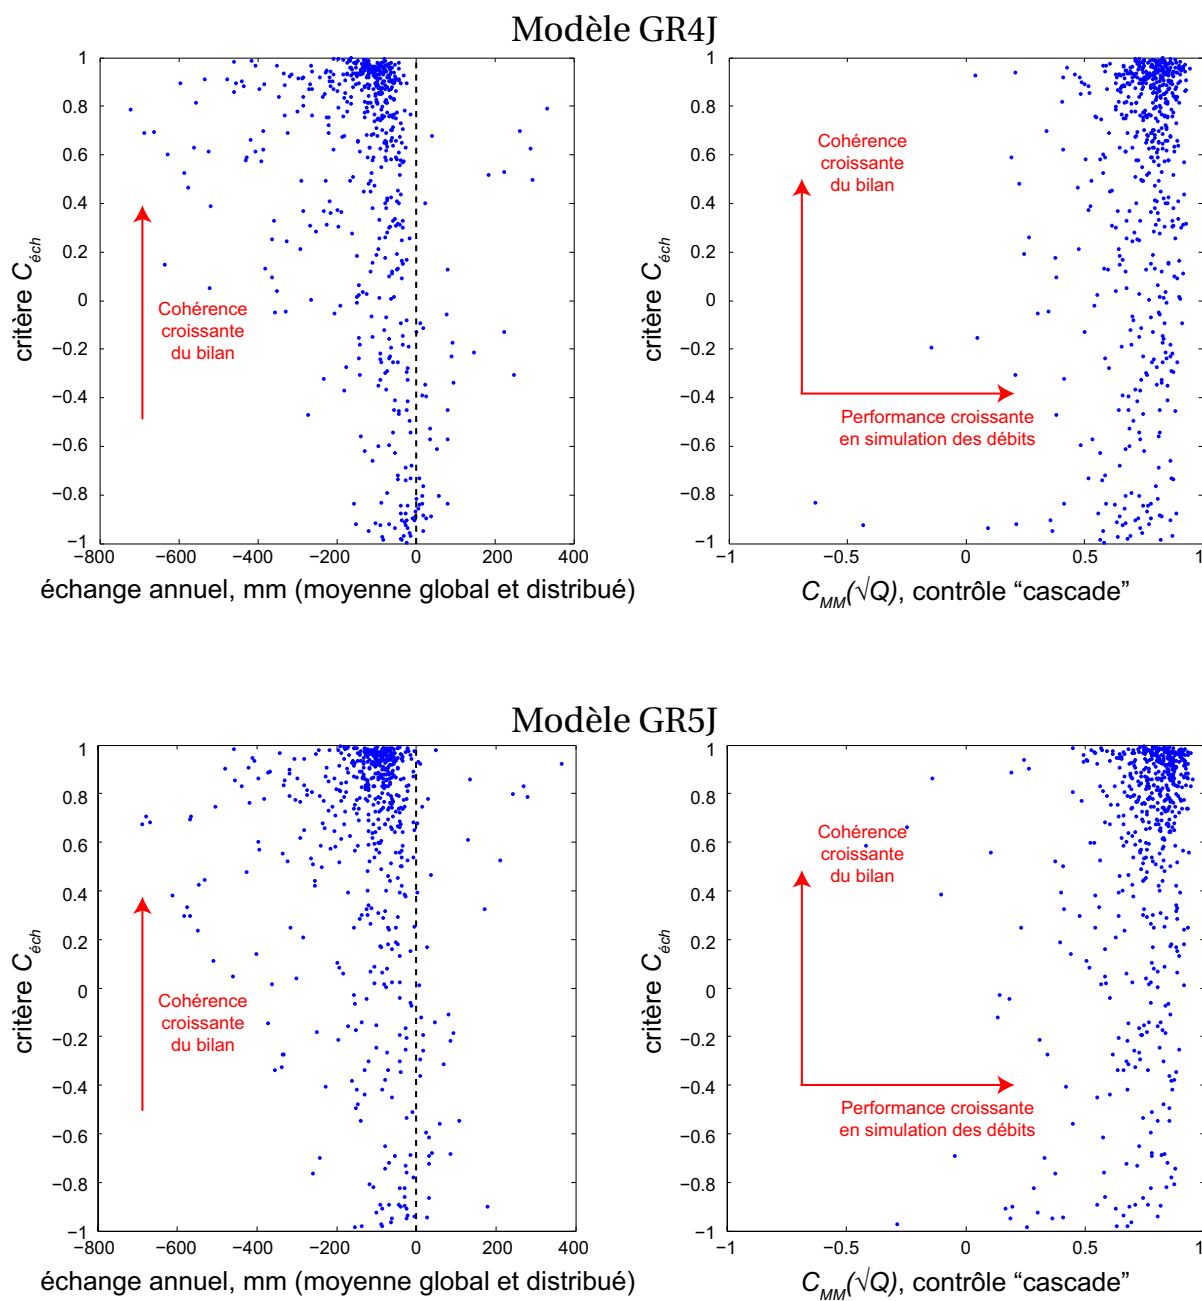 Modèle GR4J
1
0.8
0.6
0.4
0.2
0
−0.2
−0.4
−0.6
−0.8
−1
critère Céch
Cohérence
croissante
du bilan
−800
−600
−400
−200
0
200
400
échange annuel, mm (moyenne global et distribué)
1
0.8
0.6
0.4
0.2
0
−0.2
−0.4
−0.6
−0.8
−1
critère Céch
Cohérence
croissante
du bilan
Performance croissante
en simulation des débits
−1
−0.5
0
0.5
1
CMM(√Q), contrôle “cascade”
Modèle GR5J
1
0.8
0.6
0.4
0.2
0
−0.2
−0.4
−0.6
−0.8
−1
critère Céch
Cohérence
croissante
du bilan
−800
−600
−400
−200
0
200
400
échange annuel, mm (moyenne global et distribué)
1
0.8
0.6
0.4
0.2
0
−0.2
−0.4
−0.6
−0.8
−1
critère Céch
Cohérence
croissante
du bilan
Performance croissante
en simulation des débits
−1
−0.5
0
0.5
1
CMM(√Q), contrôle “cascade”